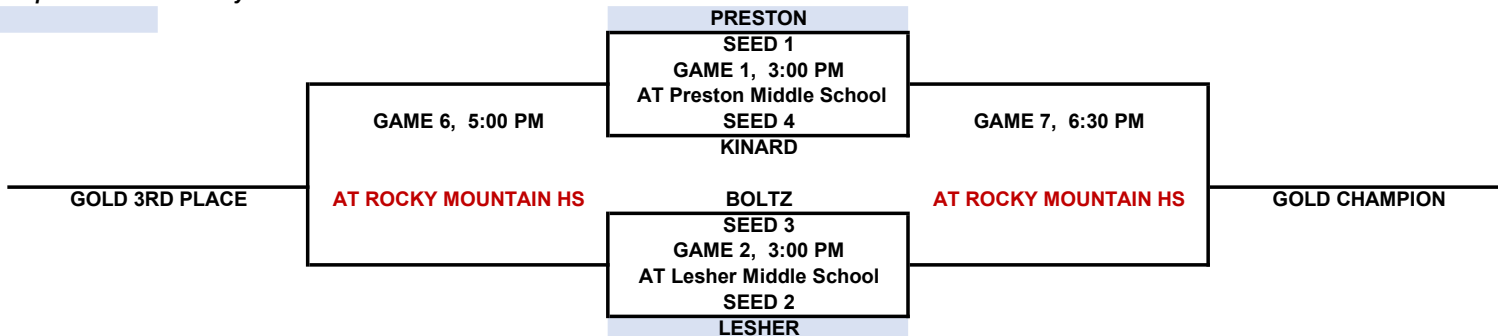 PRESTON
SEED 1
GAME 1, 3:00 PM
AT Preston Middle School
GAME 6, 5:00 PM
SEED 4
GAME 7, 6:30 PM
KINARD
GOLD 3RD PLACE
AT ROCKY MOUNTAIN HS
BOLTZ
AT ROCKY MOUNTAIN HS
GOLD CHAMPION
SEED 3
GAME 2, 3:00 PM
AT Lesher Middle School
SEED 2
LESHER